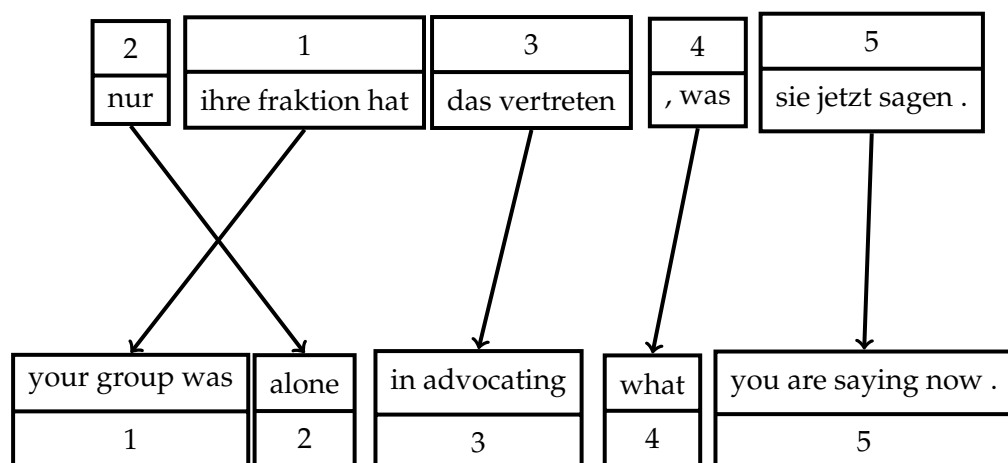 2 1 3 4 5
nur ihre fraktion hat das vertreten , was sie jetzt sagen .
your group was alone in advocating what you are saying now .
1 2 3 4 5